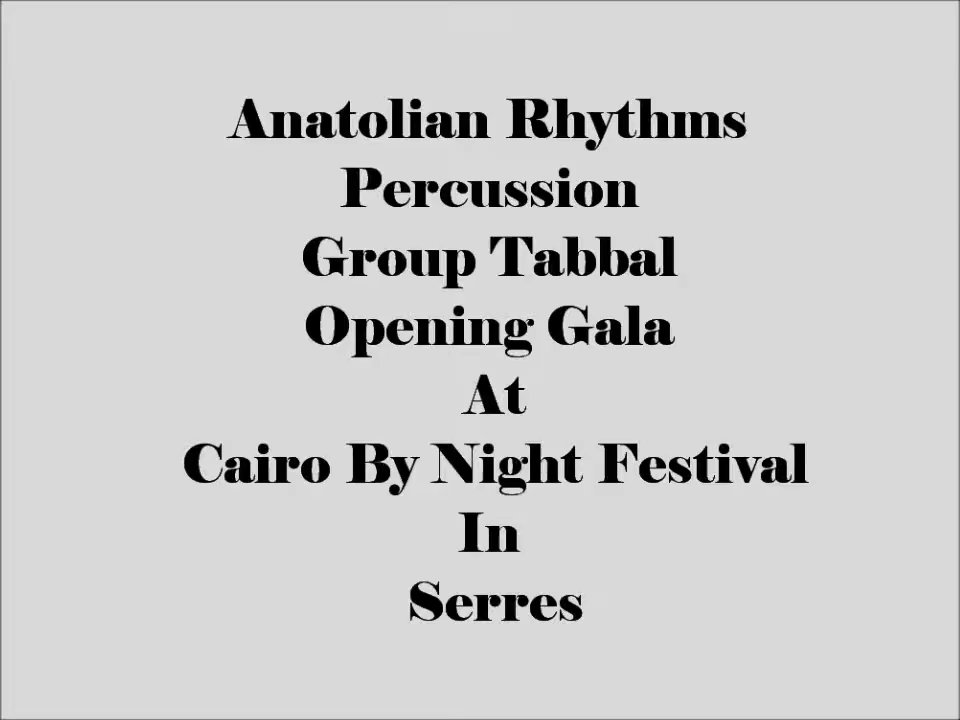 Anatolian Rhythms
Percussion
Group Tabbal
Opening Gala
At
Cairo By Night Festival
In
Serres